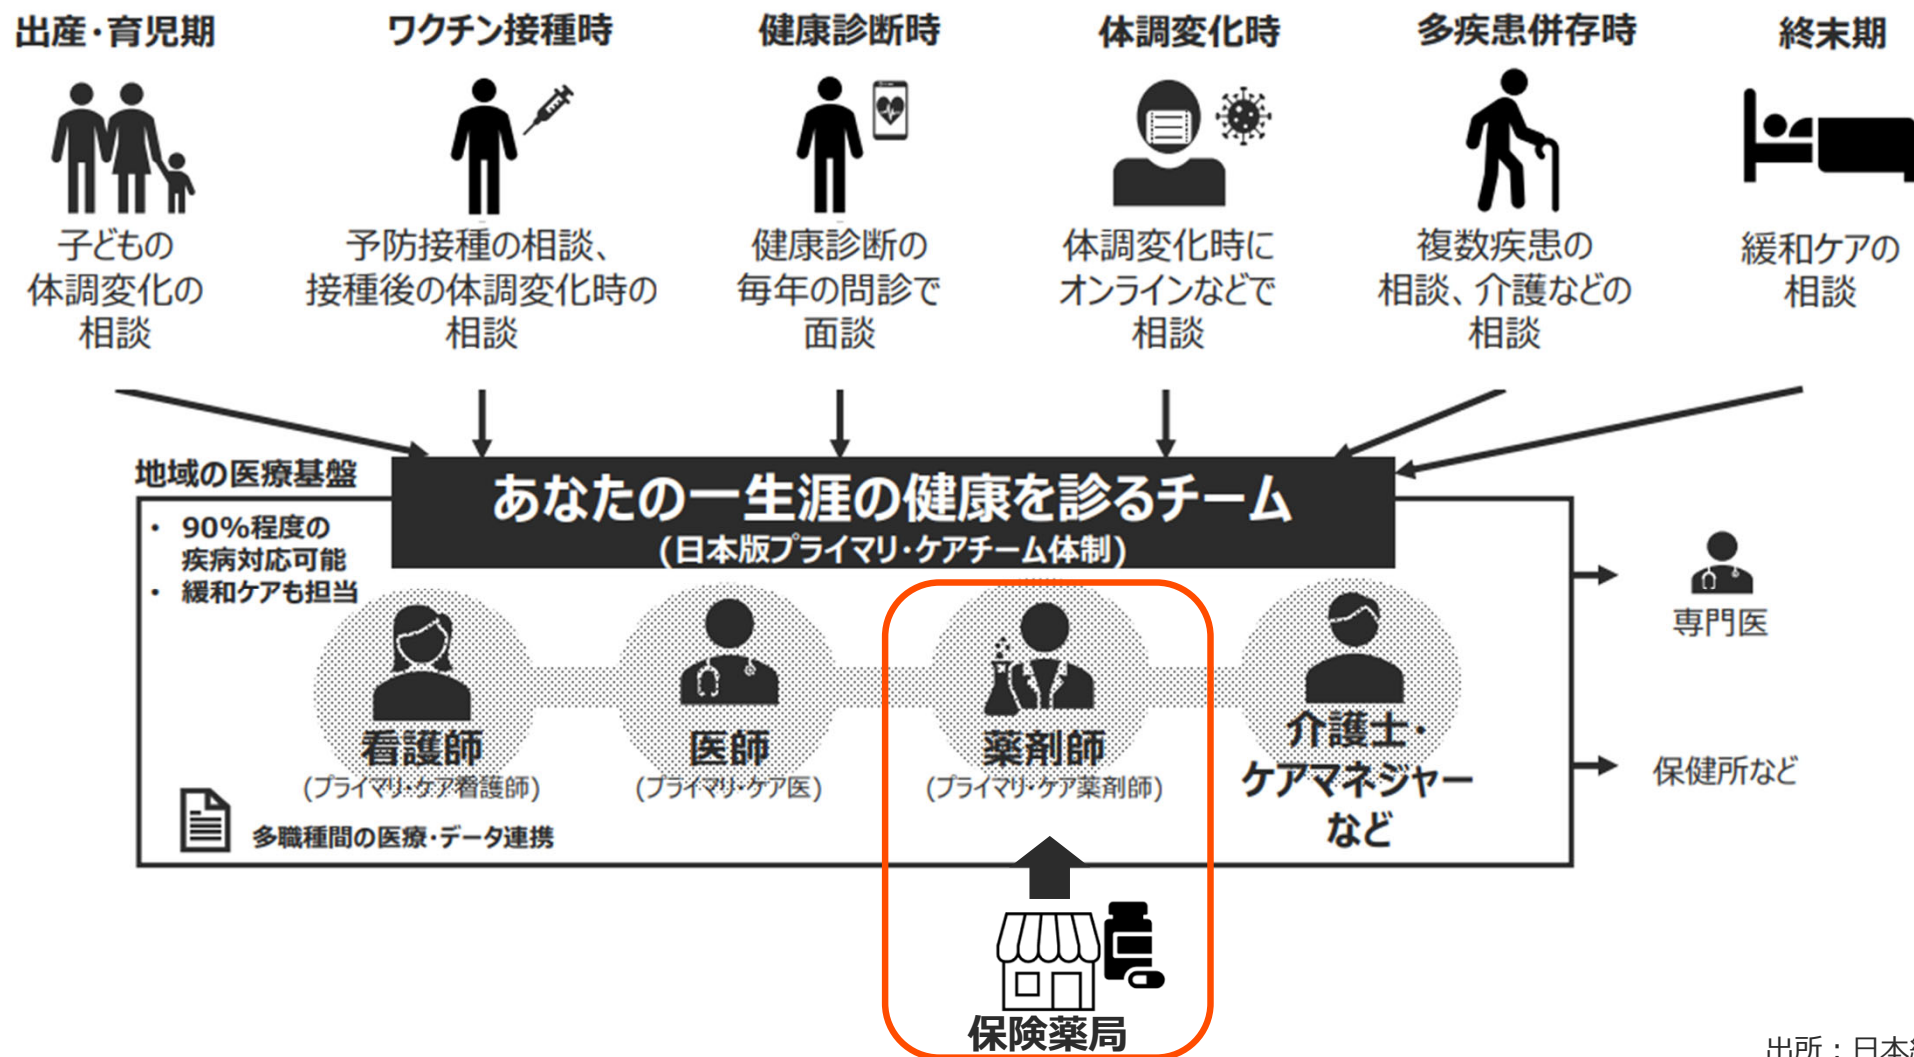 出産・育児期
ワクチン接種時
健康診断時
体調変化時
多疾患併存時
終末期
子どもの
体調変化の
相談
予防接種の相談、
接種後の体調変化時の
相談
健康診断の
毎年の問診で
面談
体調変化時に
オンラインなどで
相談
複数疾患の
相談、介護などの
相談
緩和ケアの
相談
地域の医療基盤
・ 90%程度の
疾病対応可能
・ 緩和ケアも担当
あなたの一生涯の健康を診るチーム
(日本版プライマリ・ケアチーム体制)
看護師
(プライマリ・ケア看護師)
医師
(プライマリ・ケア医)
薬剤師
(プライマリ・ケア薬剤師)
介護士・
ケアマネジャー
など
専門医
保健所など
多職種間の医療・データ連携
保険薬局
出所：日本